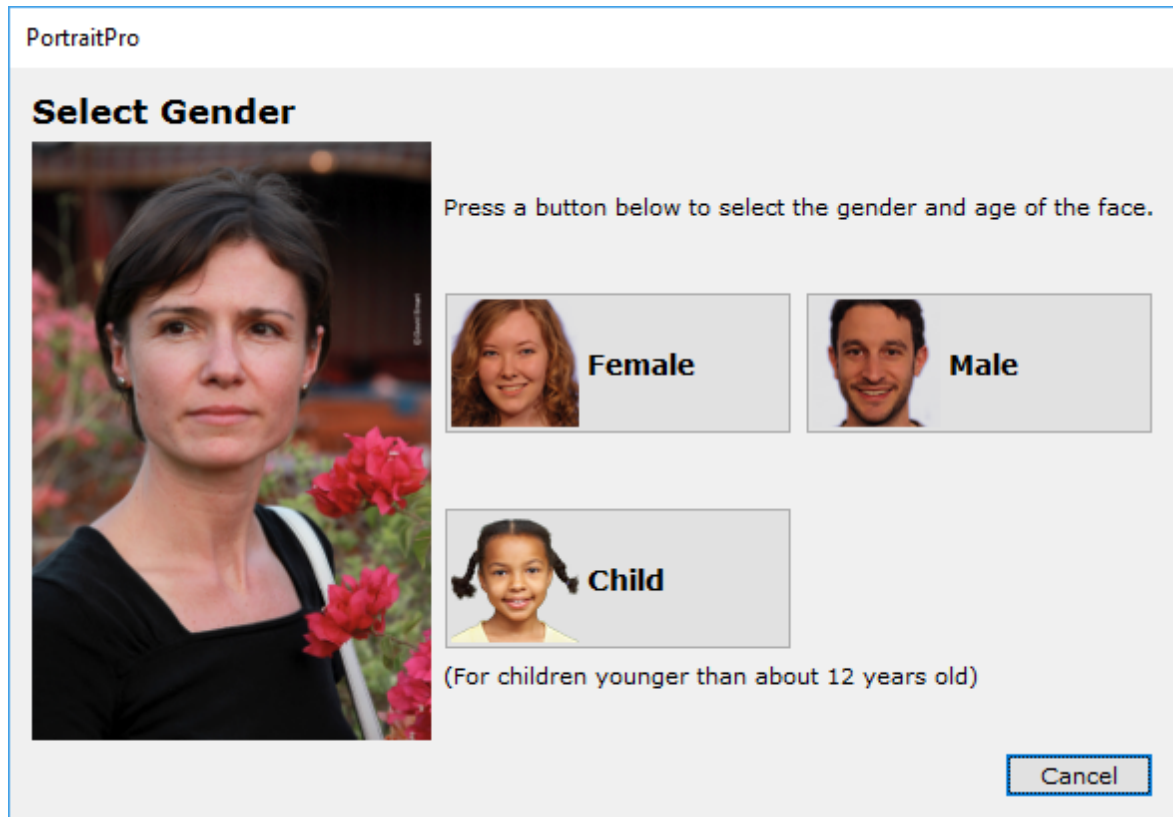 PortraitPro
Select Gender
Press a button below to select the gender and age of the face.
Female
Male
Child
(For children younger than about 12 years old)
Cancel